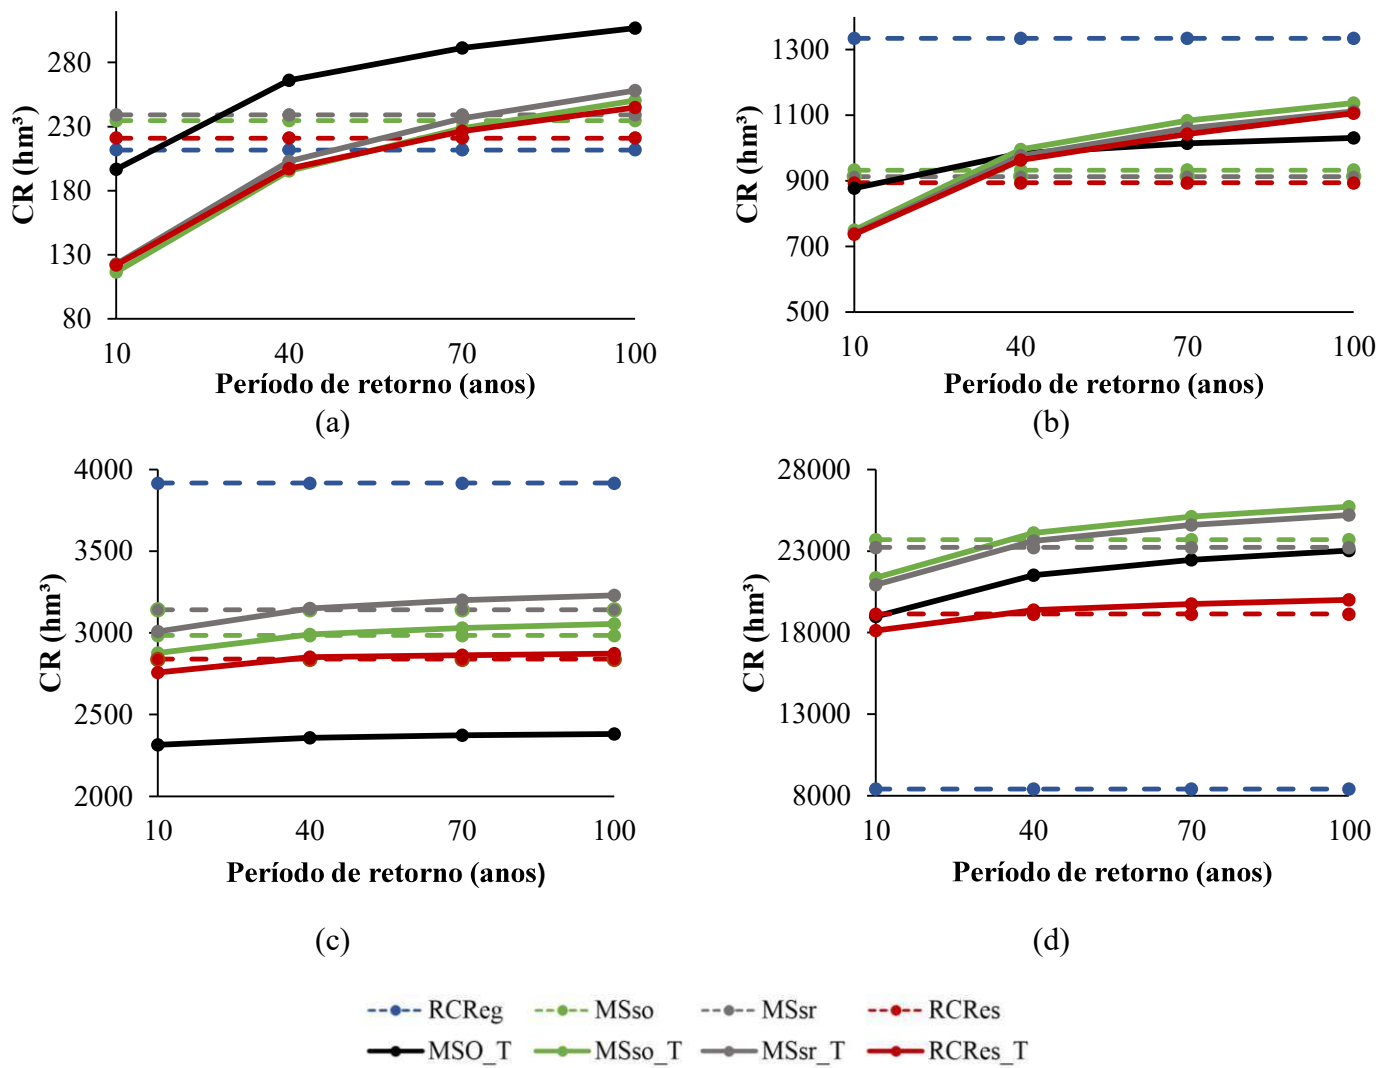 CR (hm³)
280
230
180
130
80
10 40 70 100
Período de retorno (anos)
(a)
CR (hm³)
1300
1100
900
700
500
10 40 70 100
Período de retorno (anos)
(b)
CR (hm³)
4000
3500
3000
2500
2000
10 40 70 100
Período de retorno (anos)
(c)
CR (hm³)
28000
23000
18000
13000
8000
10 40 70 100
Período de retorno (anos)
(d)
RCReg MSso MSsr RCRes
MSO_T MSso_T MSsr_T RCRes_T